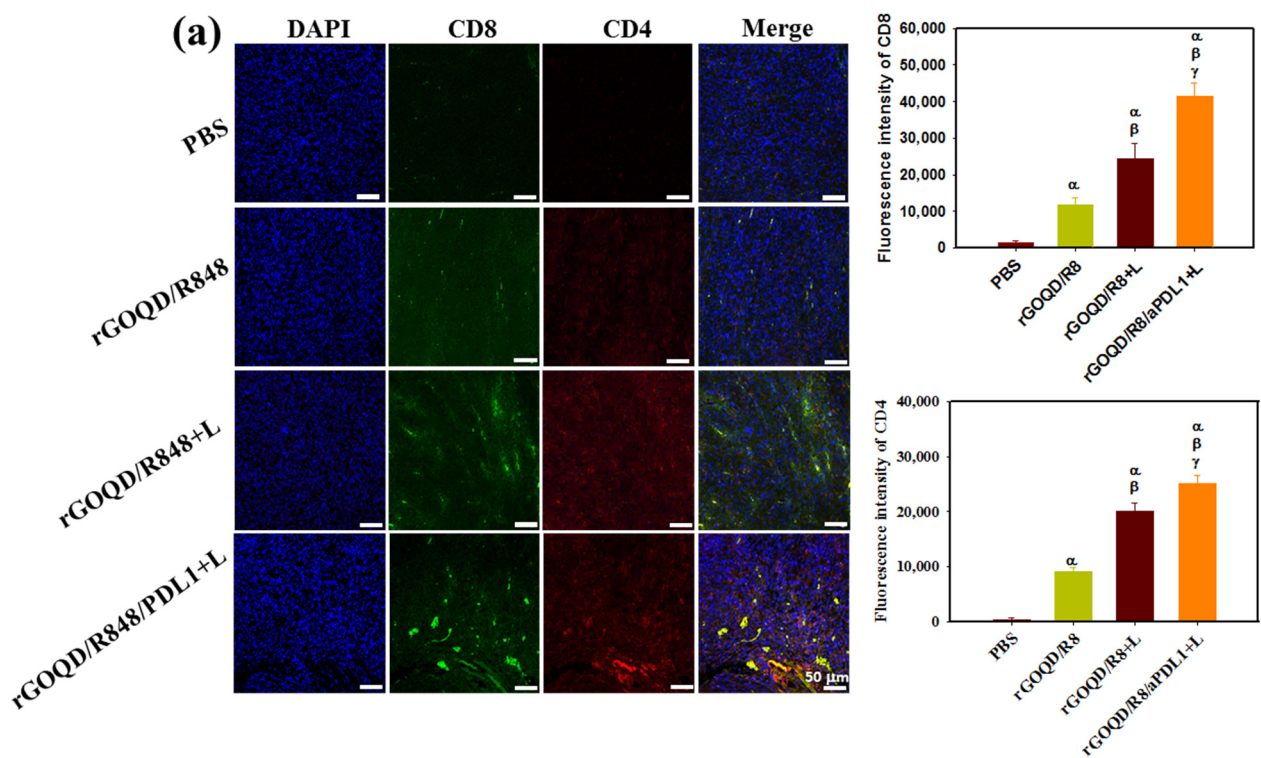 (a)
DAPI
CD8
CD4
Merge
PBS
rGOQD/R848
rGOQD/R848+L
rGOQD/R848/PDL1+L
50 μm
Fluorescence intensity of CD8
60,000
50,000
40,000
30,000
20,000
10,000
0
α
α
β
α
β
γ
PBS
rGOQD/R8
rGOQD/R8+L
rGOQD/R8/aPDL1+L
Fluorescence intensity of CD4
40,000
30,000
20,000
10,000
0
α
α
β
α
β
γ
PBS
rGOQD/R8
rGOQD/R8+L
rGOQD/R8/aPDL1+L